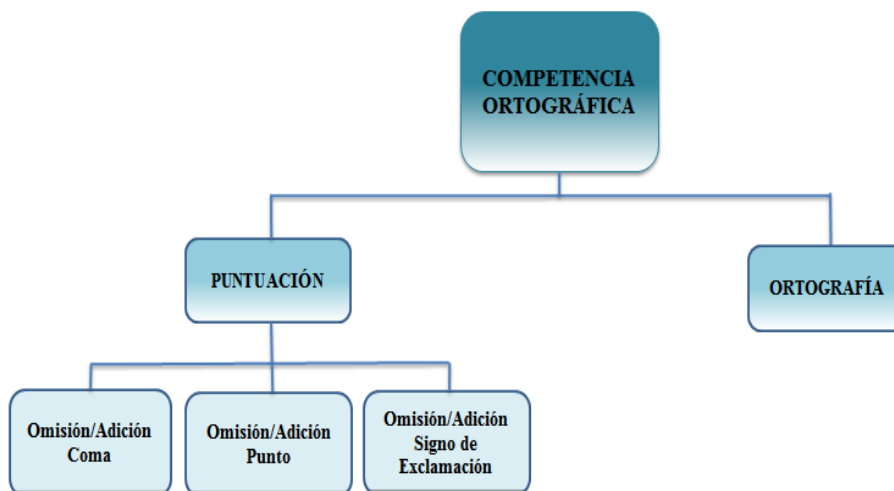 COMPETENCIA
ORTOGRÁFICA
PUNTUACIÓN
ORTOGRAFÍA
Omisión/Adición
Coma
Omisión/Adición
Punto
Omisión/Adición
Signo de
Exclamación